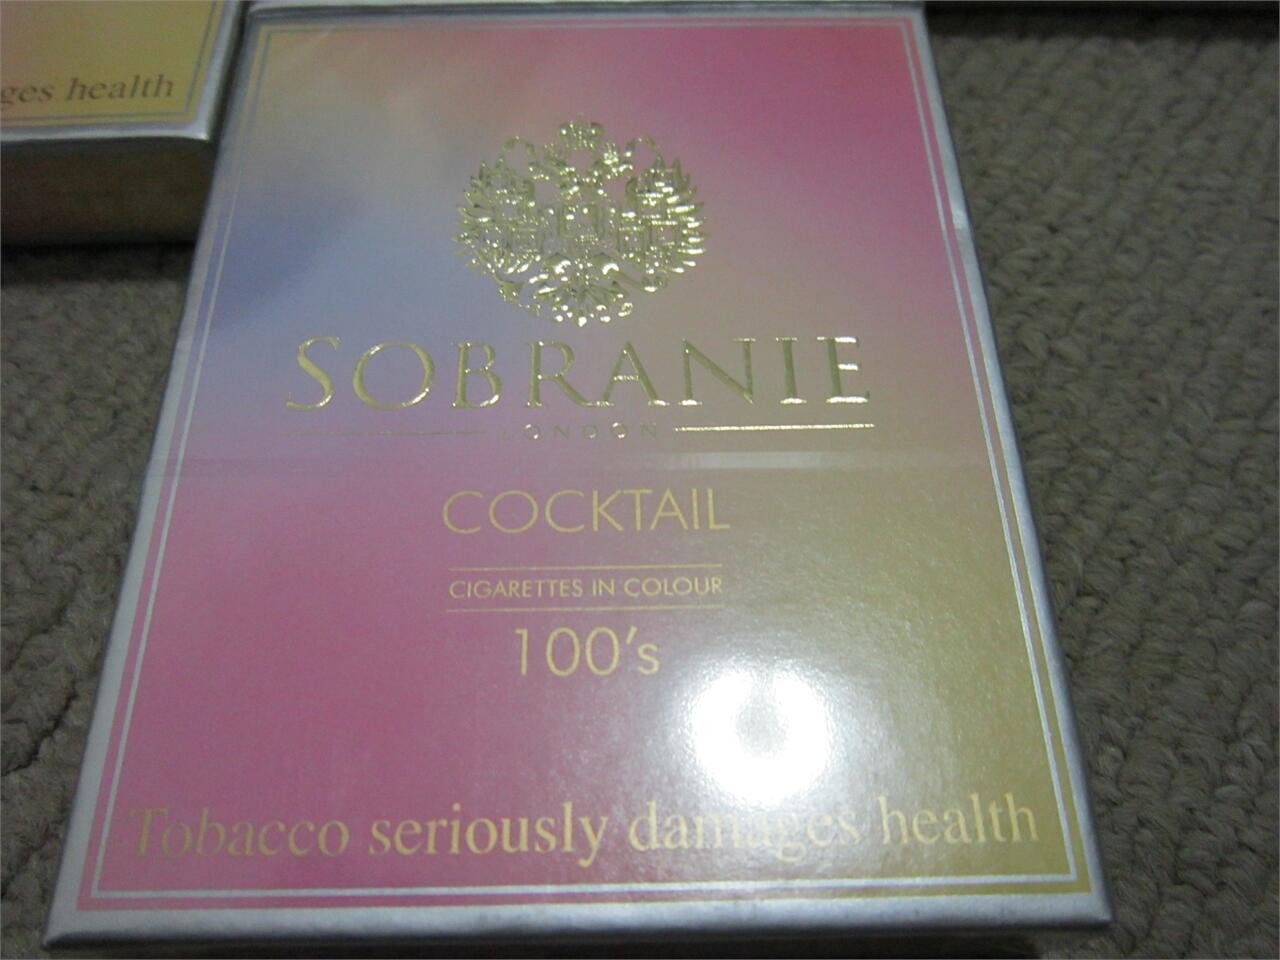 ges health
SOBRANIE
LONDON
COCKTAIL
CIGARETTES IN COLOUR
100's
Tobacco seriously damages health